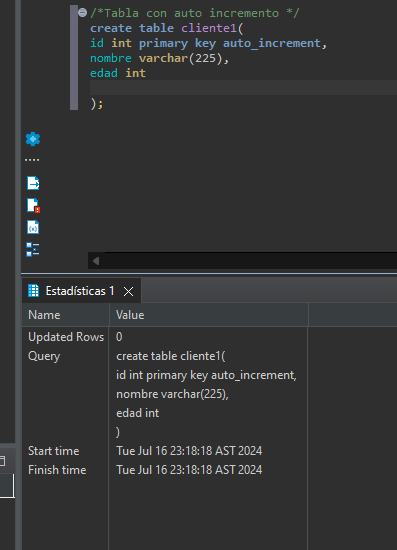 /*Tabla con auto incremento */
create table cliente1(
id int primary key auto_increment,
nombre varchar(225),
edad int
);
Estadísticas 1
Name Value
Updated Rows 0
Query create table cliente1(
id int primary key auto_increment,
nombre varchar(225),
edad int
)
Start time Tue Jul 16 23:18:18 AST 2024
Finish time Tue Jul 16 23:18:18 AST 2024